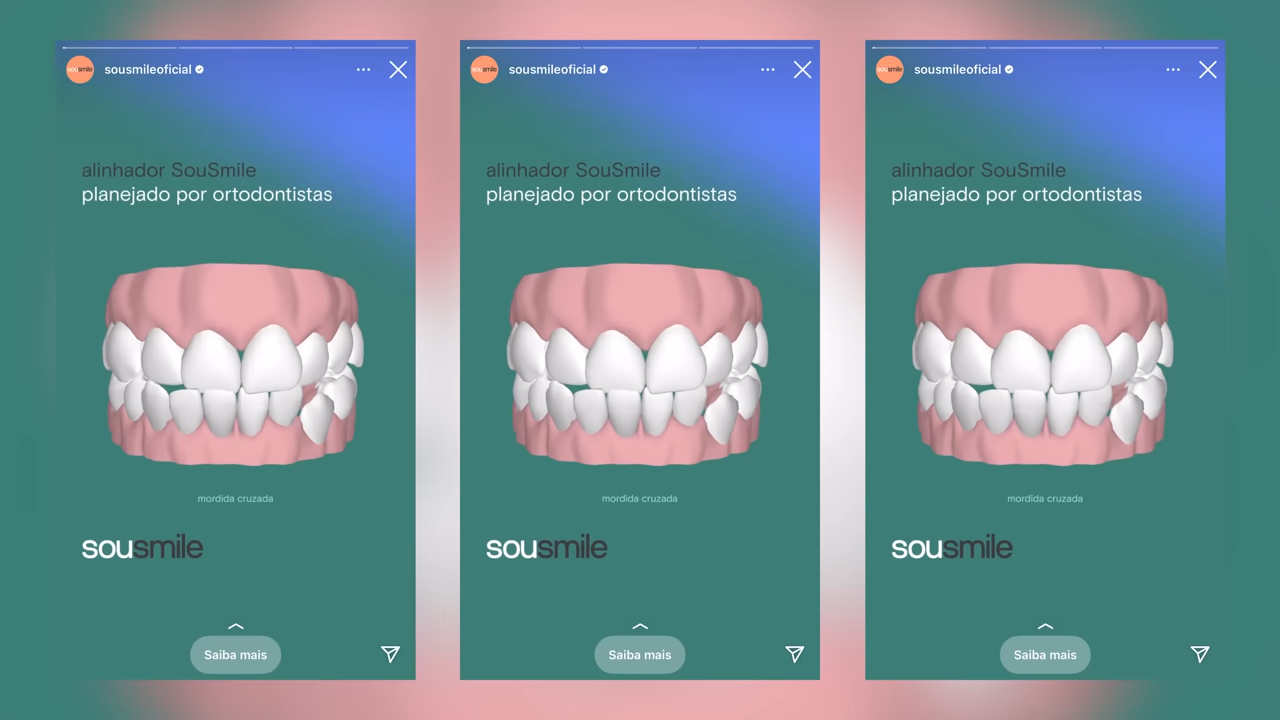 sousmileoficial
alinhador SouSmile
planejado por ortodontistas
mordida cruzada
sousmile
Saiba mais
sousmileoficial
alinhador SouSmile
planejado por ortodontistas
mordida cruzada
sousmile
Saiba mais
sousmileoficial
alinhador SouSmile
planejado por ortodontistas
mordida cruzada
sousmile
Saiba mais